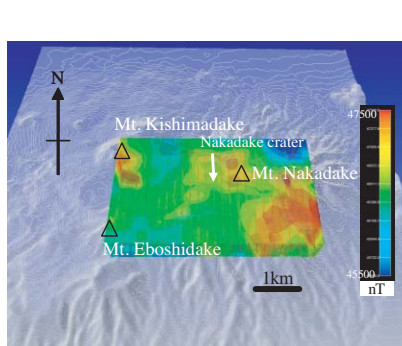 N
47500
Mt. Kishimadake
Nakadake crater
Mt. Nakadake
Mt. Eboshidake
1km
45500
nT